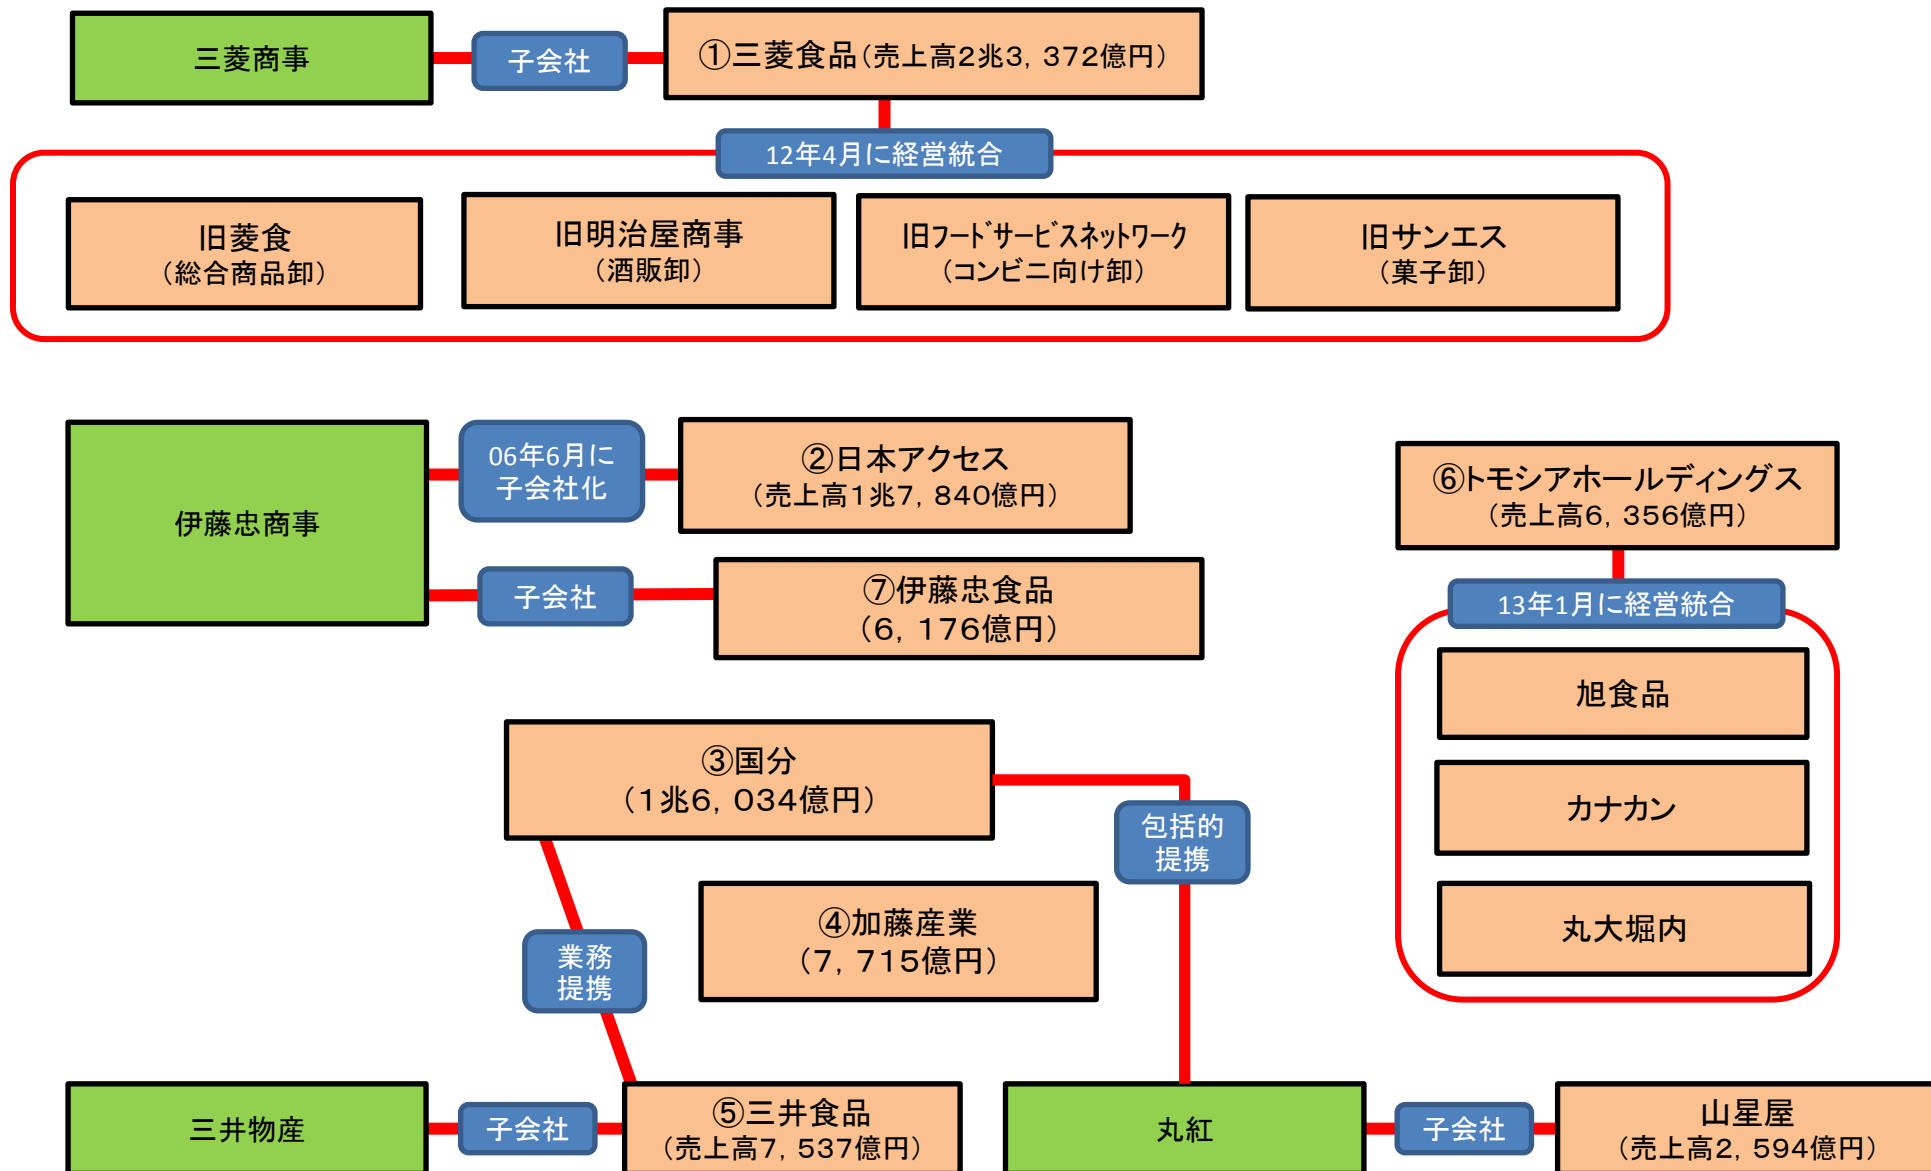 三菱商事
子会社
①三菱食品(売上高2兆3,372億円)
12年4月に経営統合
旧菱食
(総合商品卸)
旧明治屋商事
(酒販卸)
旧フードサービスネットワーク
(コンビニ向け卸)
旧サンエス
(菓子卸)
伊藤忠商事
06年6月に
子会社化
②日本アクセス
(売上高1兆7,840億円)
子会社
⑦伊藤忠食品
(6,176億円)
⑥トモシアホールディングス
(売上高6,356億円)
13年1月に経営統合
旭食品
カナカン
丸大堀内
③国分
(1兆6,034億円)
包括的
提携
④加藤産業
(7,715億円)
業務
提携
三井物産
子会社
⑤三井食品
(売上高7,537億円)
丸紅
子会社
山星屋
(売上高2,594億円)